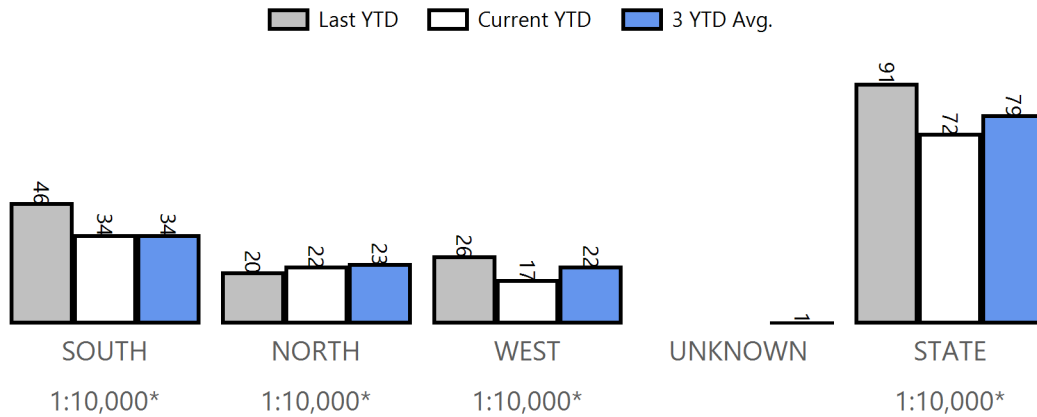 Last YTD Current YTD 3 YTD Avg.
46 34 34 20 22 23 26 17 22 1 91 72 79
SOUTH NORTH WEST UNKNOWN STATE
1:10,000* 1:10,000* 1:10,000* 1:10,000*